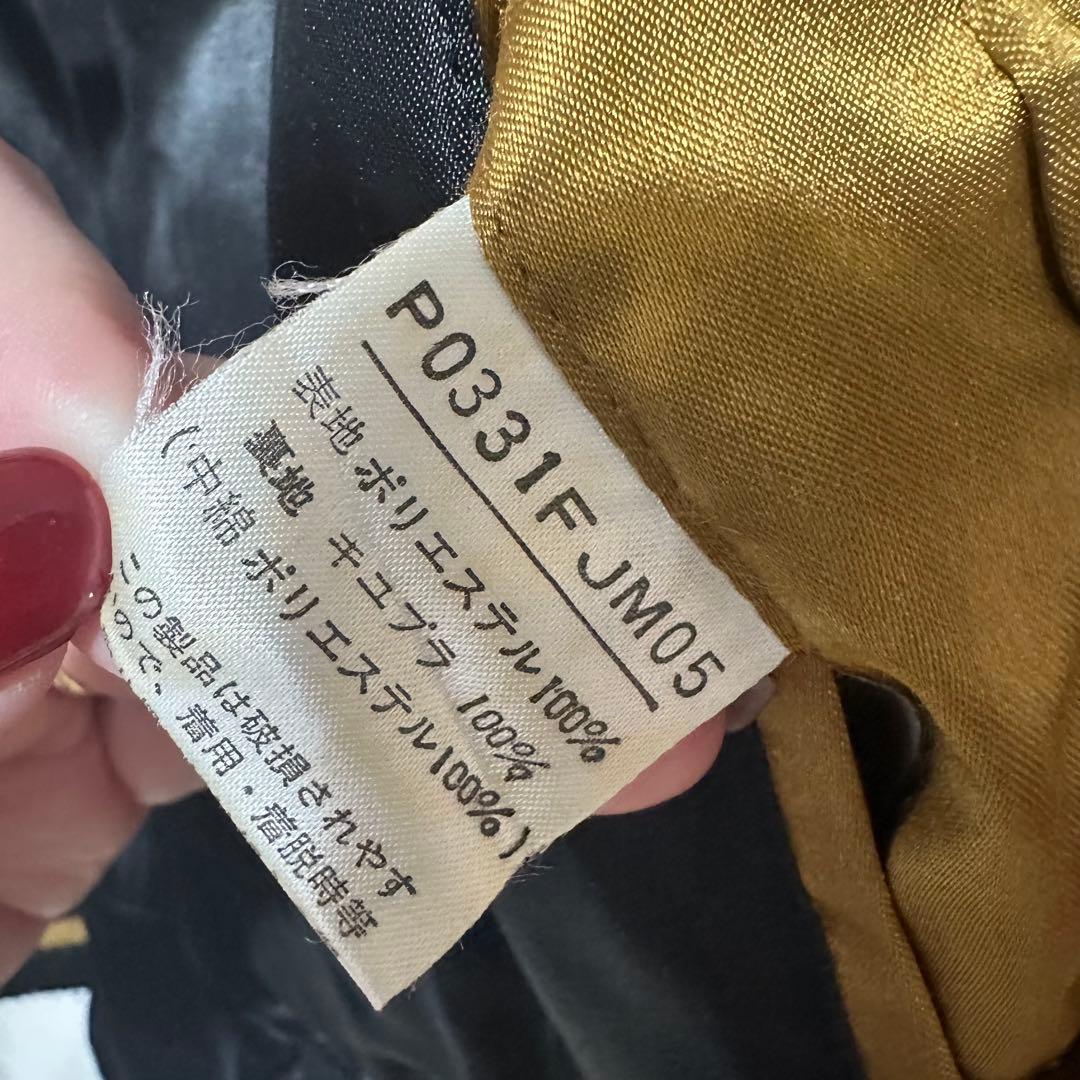 P0331FJM05
表地 ポリエステル100%
裏地 キュプラ 100%
(中綿 ポリエステル100%)
この製品は破損されやす
いので、着用・着脱時等